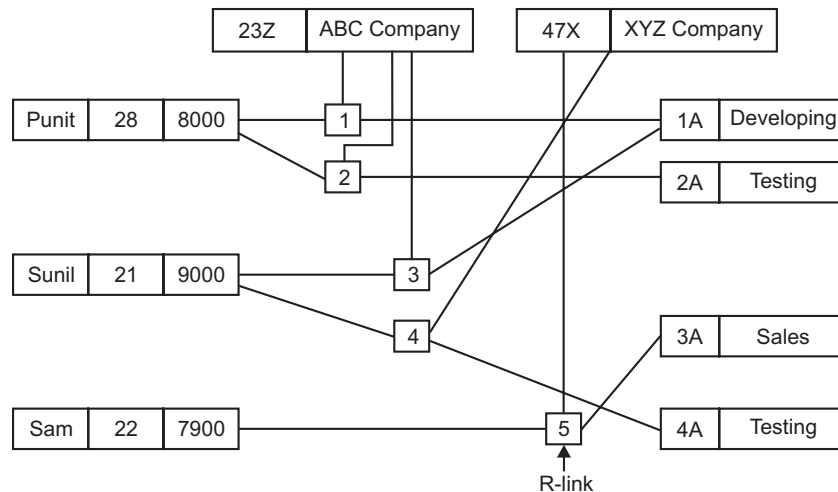 23Z ABC Company 47X XYZ Company
Punit 28 8000 1 1A Developing
2 2A Testing
Sunil 21 9000 3
4 3A Sales
Sam 22 7900 5 4A Testing
R-link